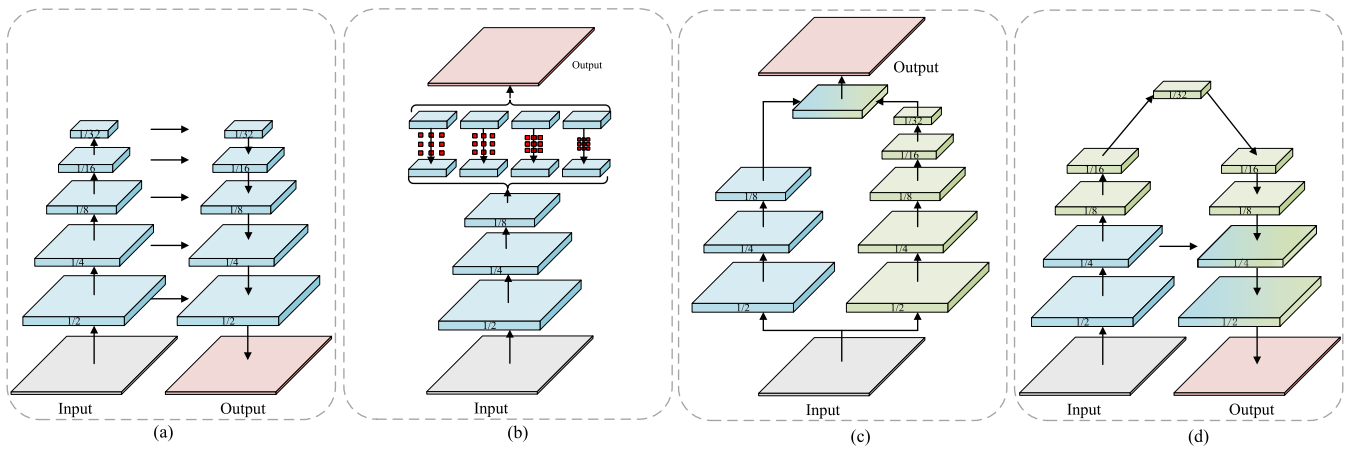 1/32 1/32
1/16 1/16
1/8 1/8
1/4 1/4
1/2 1/2
Input Output
(a)
Output
1/8
1/4
1/2
Input
(b)
Output
1/32
1/16
1/8 1/8
1/4 1/4
1/2 1/2
Input
(c)
1/32
1/16 1/16
1/8 1/8
1/4 1/4
1/2 1/2
Input Output
(d)